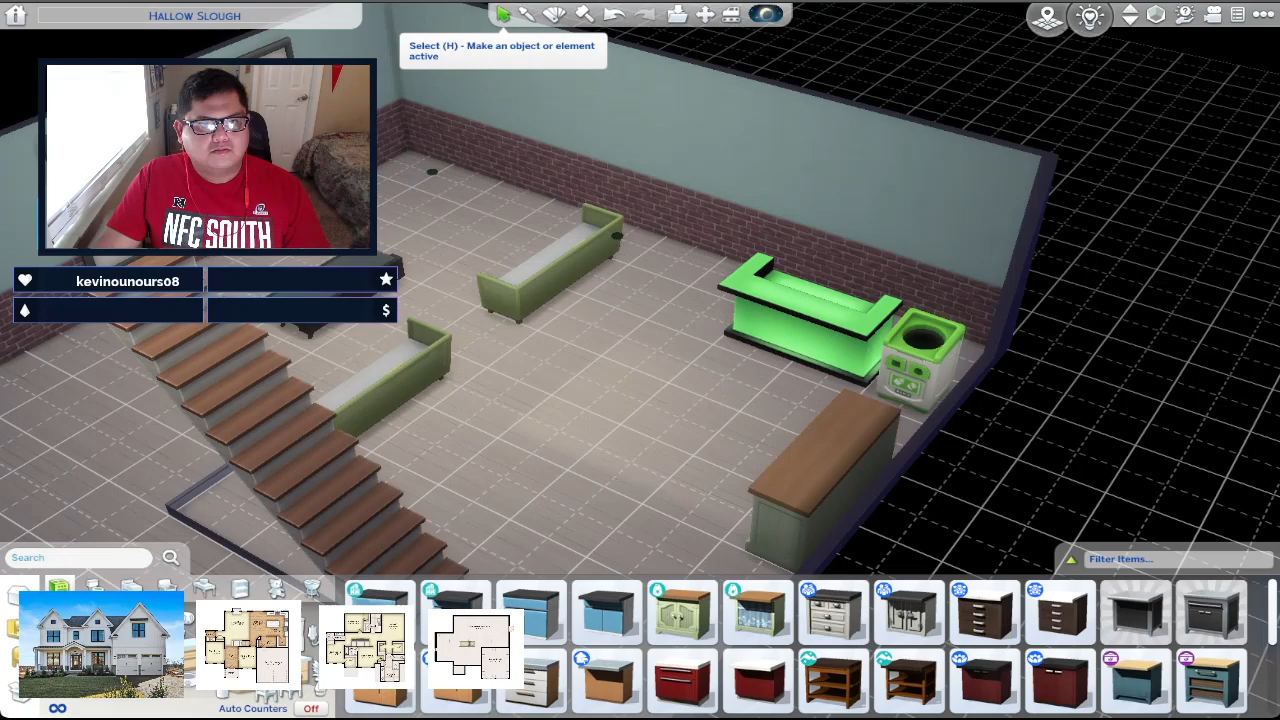 HALLOW SLOUGH
Select (H) - Make an object or element
active
NFC SOUTH
kevinounours08
$
Search
Filter Items...
Auto Counters
Off